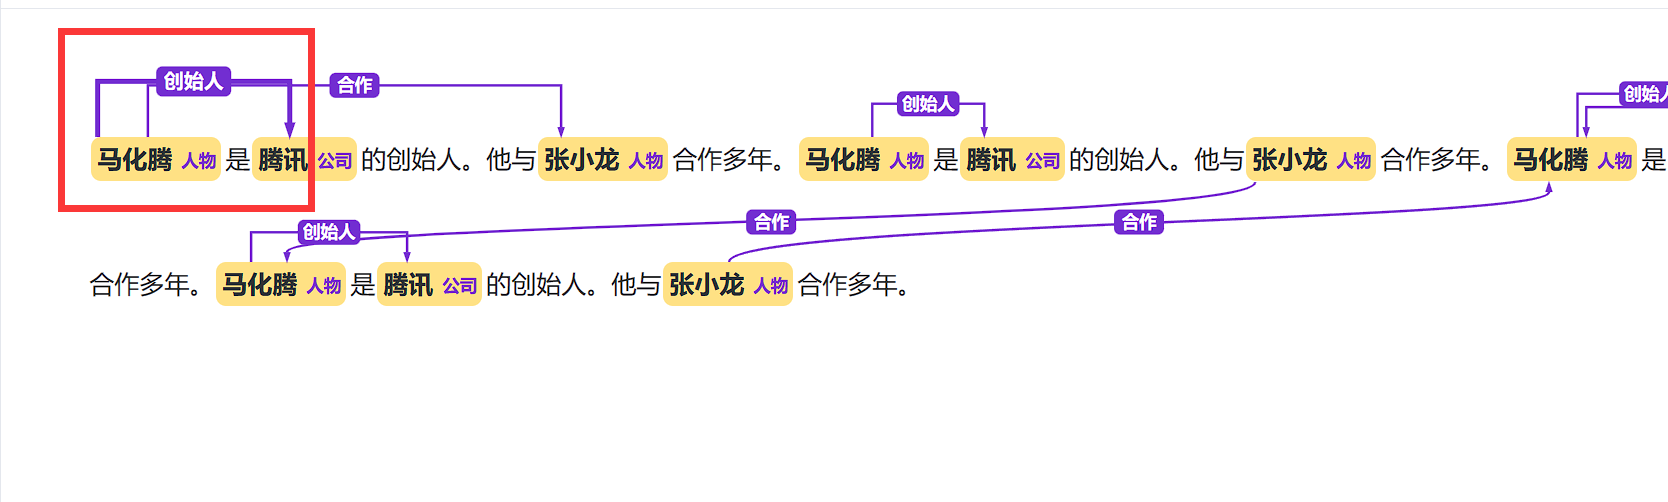 创始人 合作 创始人 创始人
马化腾 人物 是 腾讯 公司 的创始人。他与 张小龙 人物 合作多年。 马化腾 人物 是 腾讯 公司 的创始人。他与 张小龙 人物 合作多年。 马化腾 人物 是
合作 合作
创始人
合作多年。 马化腾 人物 是 腾讯 公司 的创始人。他与 张小龙 人物 合作多年。